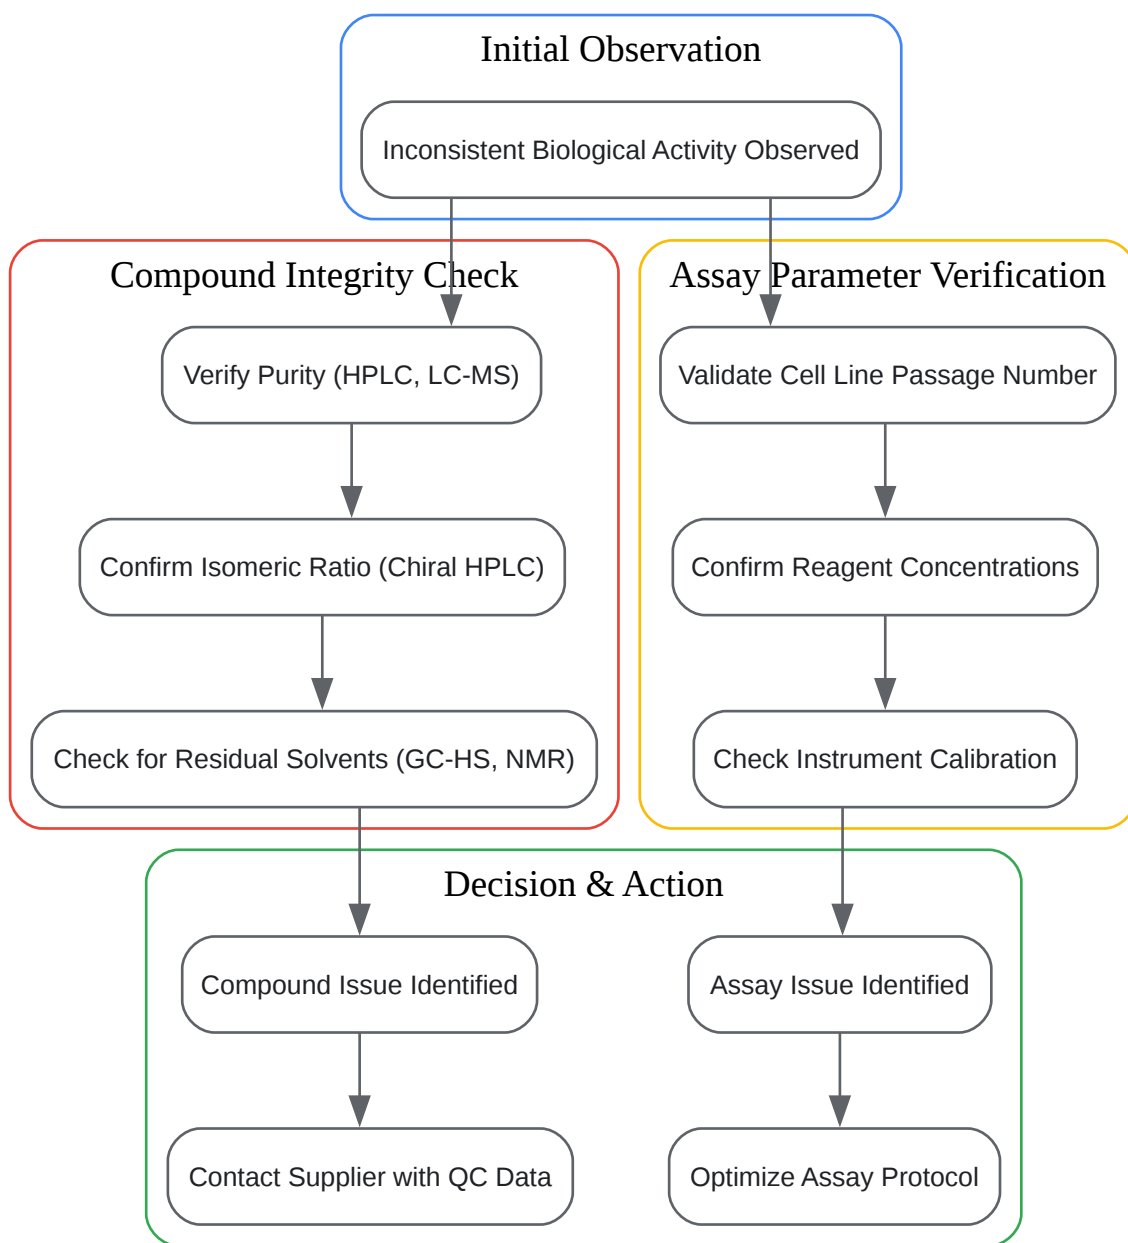 Initial Observation
Inconsistent Biological Activity Observed
Compound Integrity Check
Verify Purity (HPLC, LC-MS)
Confirm Isomeric Ratio (Chiral HPLC)
Check for Residual Solvents (GC-HS, NMR)
Assay Parameter Verification
Validate Cell Line Passage Number
Confirm Reagent Concentrations
Check Instrument Calibration
Decision & Action
Compound Issue Identified
Contact Supplier with QC Data
Assay Issue Identified
Optimize Assay Protocol